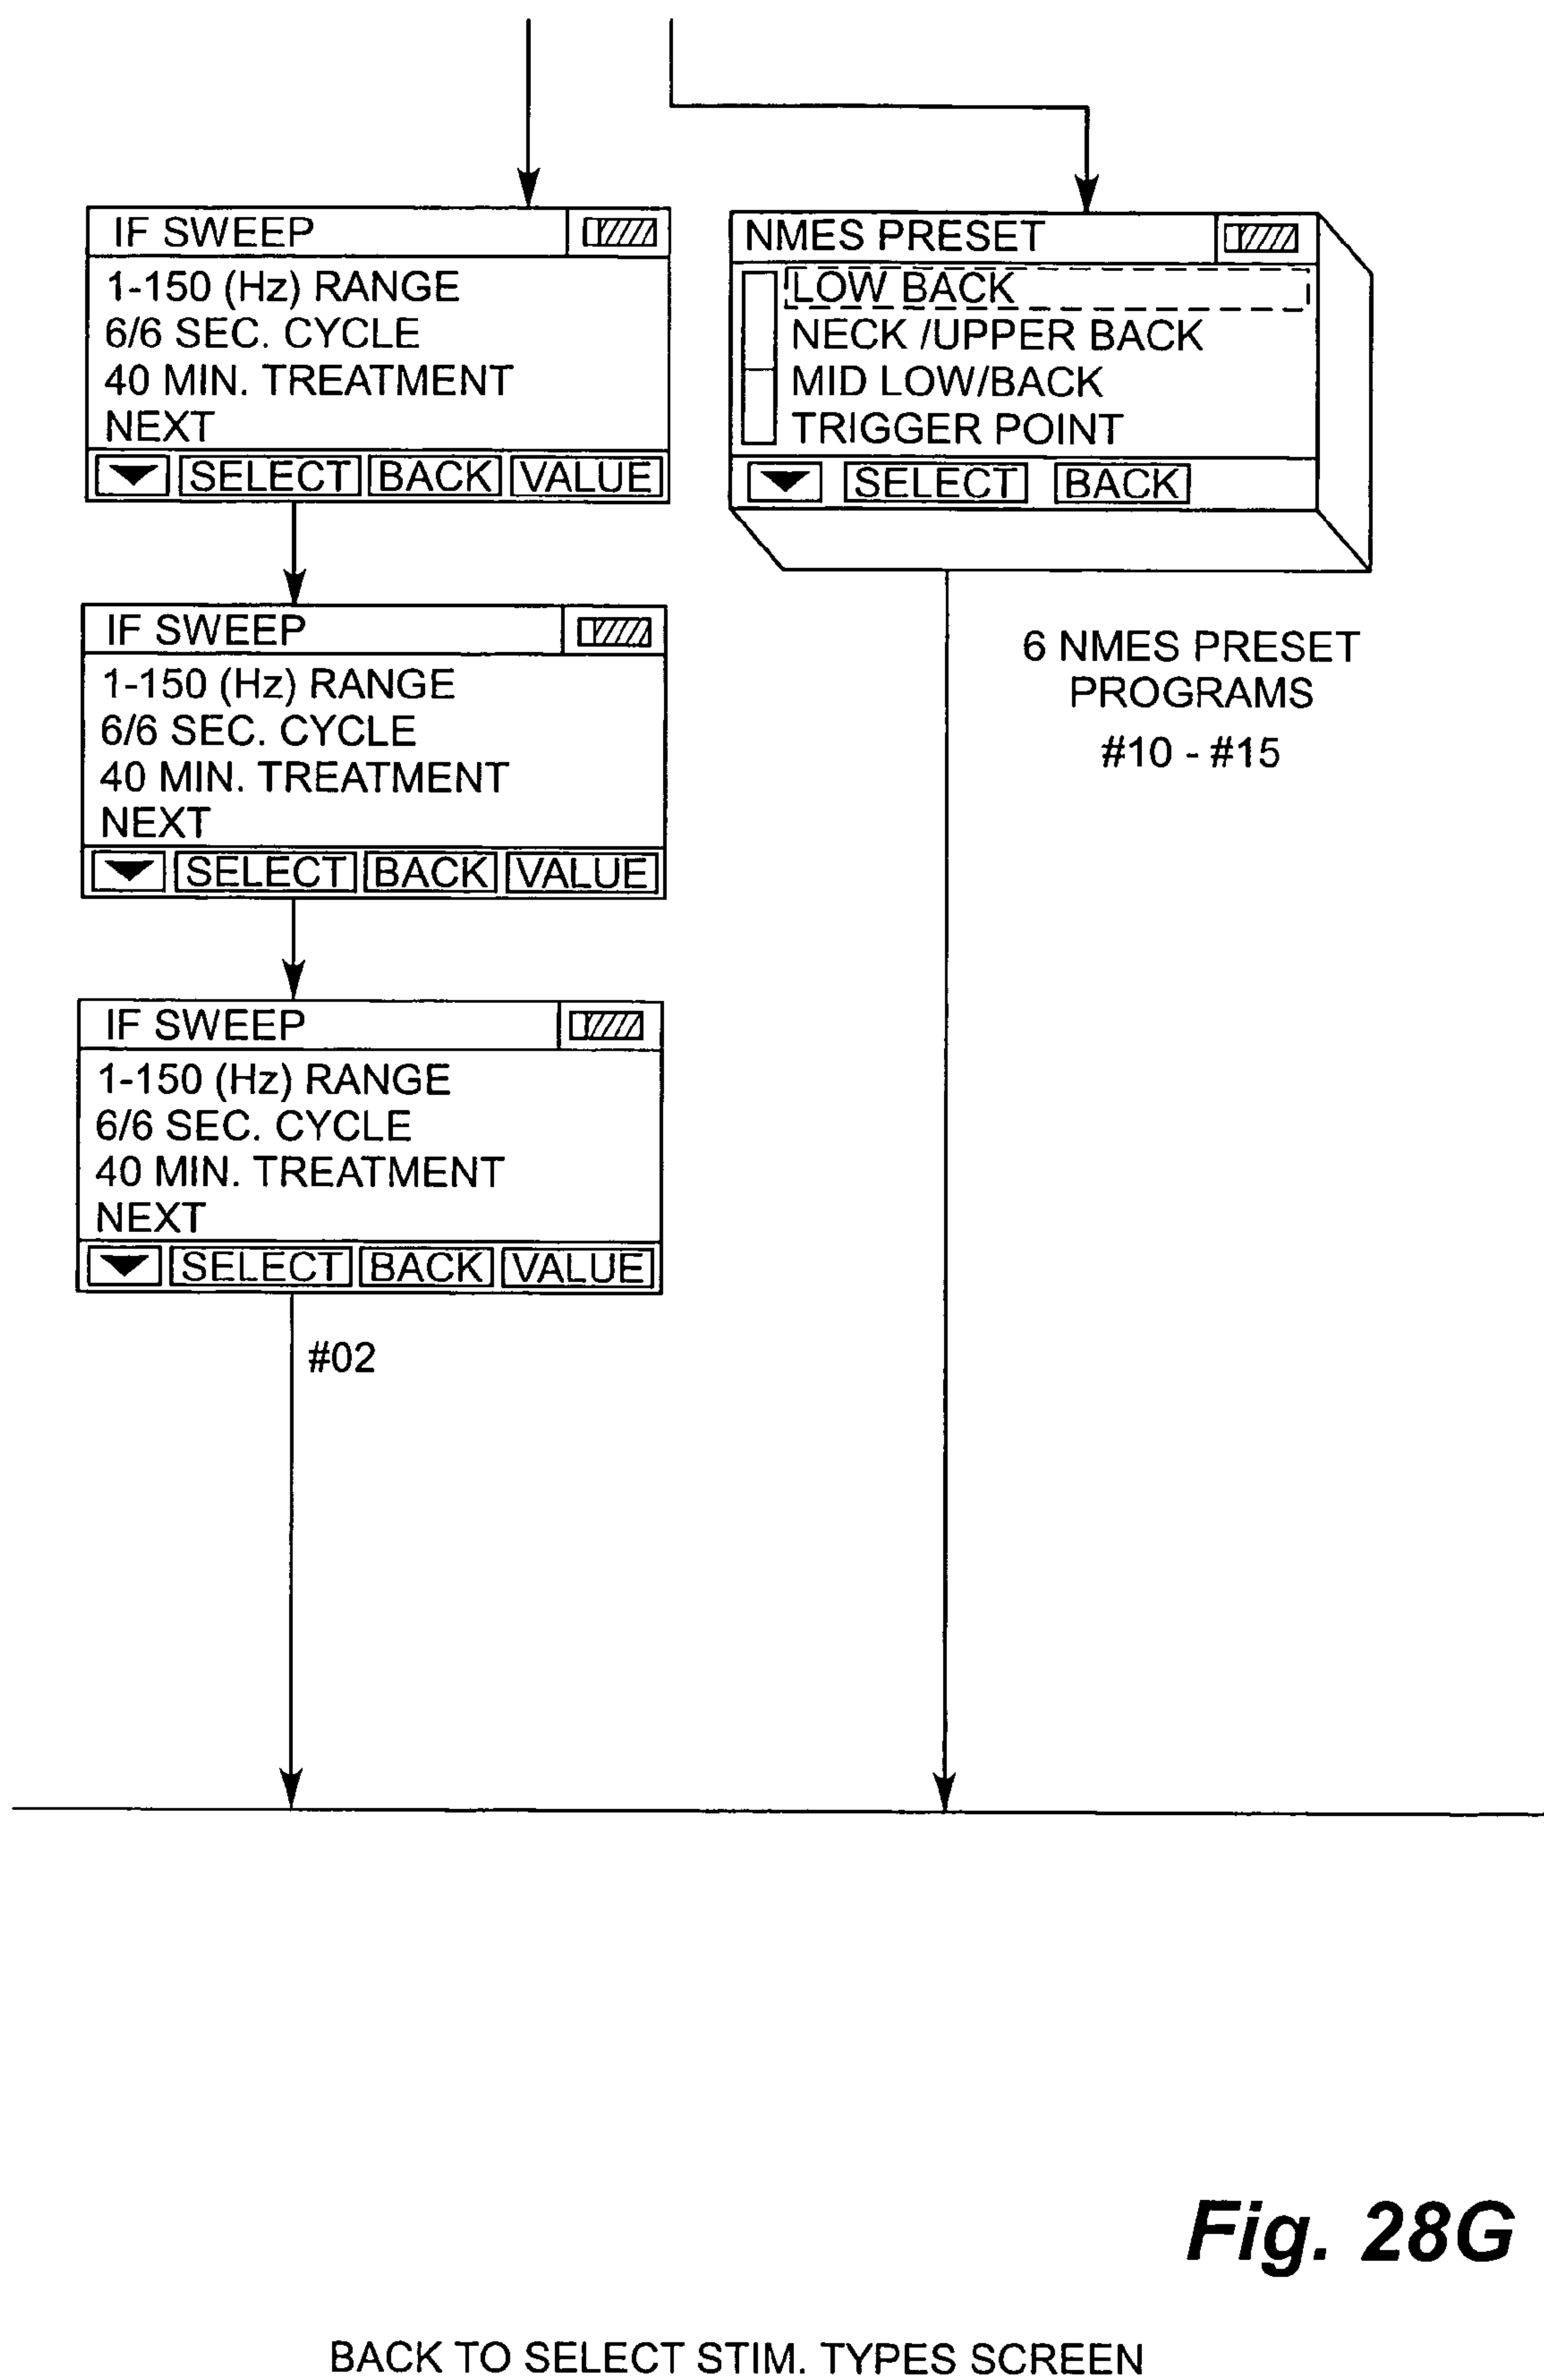 IF SWEEP
1-150 (Hz) RANGE
6/6 SEC. CYCLE
40 MIN. TREATMENT
NEXT
SELECT BACK VALUE
NMES PRESET
LOW BACK
NECK /UPPER BACK
MID LOW/BACK
TRIGGER POINT
SELECT BACK
6 NMES PRESET
PROGRAMS
#10 - #15
IF SWEEP
1-150 (Hz) RANGE
6/6 SEC. CYCLE
40 MIN. TREATMENT
NEXT
SELECT BACK VALUE
IF SWEEP
1-150 (Hz) RANGE
6/6 SEC. CYCLE
40 MIN. TREATMENT
NEXT
SELECT BACK VALUE
#02
Fig. 28G
BACK TO SELECT STIM. TYPES SCREEN